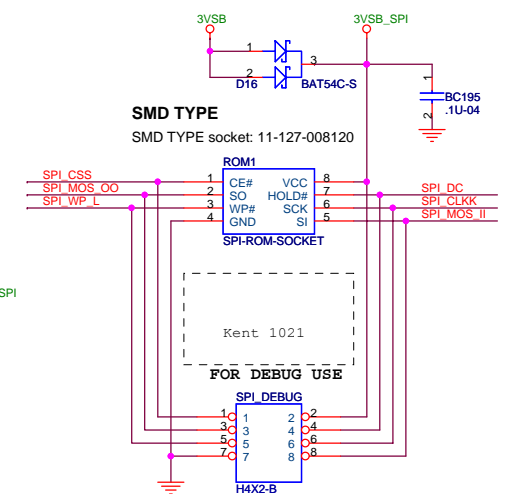 3VSB 3VSB_SPI
1 3 1
2 D16 BAT54C-S BC195
2 .1U-04
SMD TYPE
SMD TYPE socket: 11-127-008120
ROM1
SPI_CSS 1 CE# VCC 8
SPI_MOS_OO 2 SO HOLD# 7 SPI_DC
SPI_WP_L 3 WP# SCK 6 SPI_CLKK
4 GND SI 5 SPI_MOS_II
SPI-ROM-SOCKET
SPI
Kent 1021
FOR DEBUG USE
SPI_DEBUG
1 1 2 2
3 3 4 4
5 5 6 6
7 7 8 8
H4X2-B